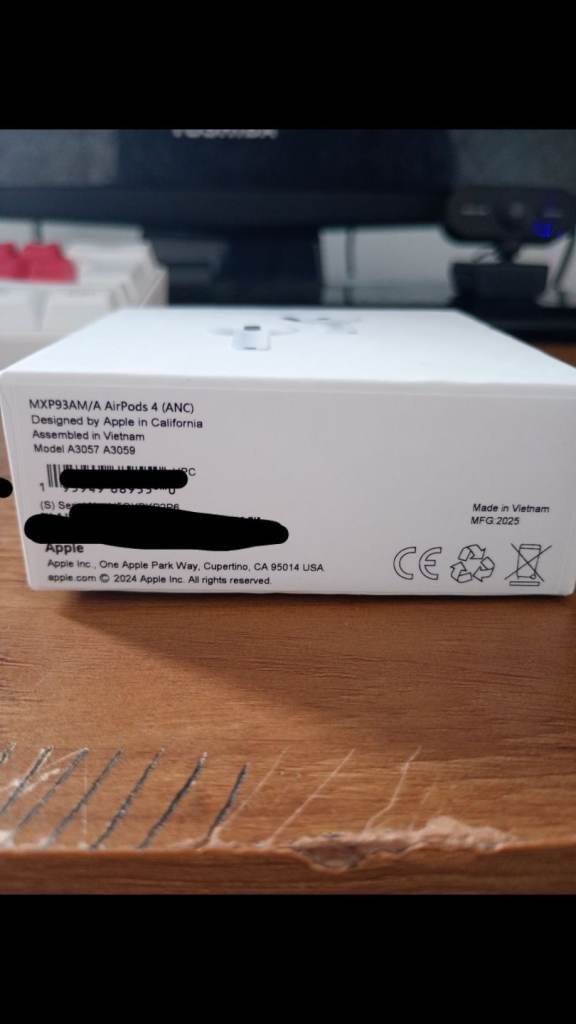 MXP93AM/A AirPods 4 (ANC)
Designed by Apple in California
Assembled in Vietnam
Model A3057 A3059
(S)
Made in Vietnam
MFG:2025
Apple
Apple Inc., One Apple Park Way, Cupertino, CA 95014 USA
apple.com © 2024 Apple Inc. All rights reserved.